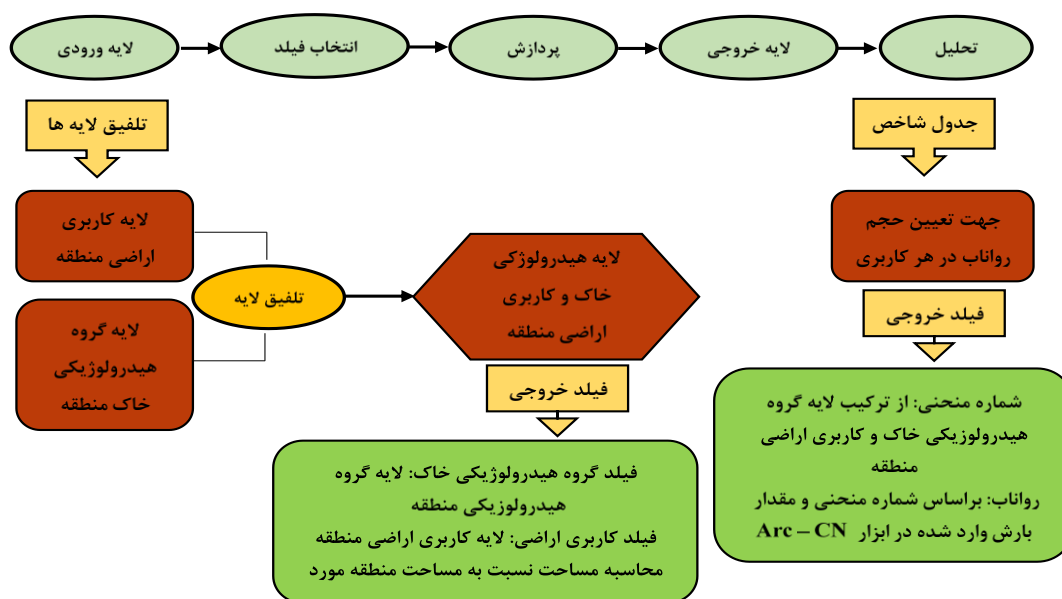 لایه ورودی
انتخاب فیلد
پردازش
لایه خروجی
تحلیل
تلفیق لایه ها
جدول شاخص
لایه کاربری
اراضی منطقه
لایه گروه
هیدرولوژیکی
خاک منطقه
تلفیق لایه
لایه هیدرولوژکی
خاک و کاربری
اراضی منطقه
جهت تعیین حجم
رواناب در هر کاربری
فیلد خروجی
فیلد خروجی
فیلد گروه هیدرولوژیکی خاک: لایه گروه
هیدرولوزیکی منطقه
فیلد کاربری اراضی: لایه کاربری اراضی منطقه
محاسبه مساحت نسبت به مساحت منطقه مورد
شماره منحنی: از ترکیب لایه گروه
هیدرولوزیکی خاک و کاربری اراضی
منطقه
رواناب: براساس شماره منحنی و مقدار
بارش وارد شده در ابزار Arc – CN